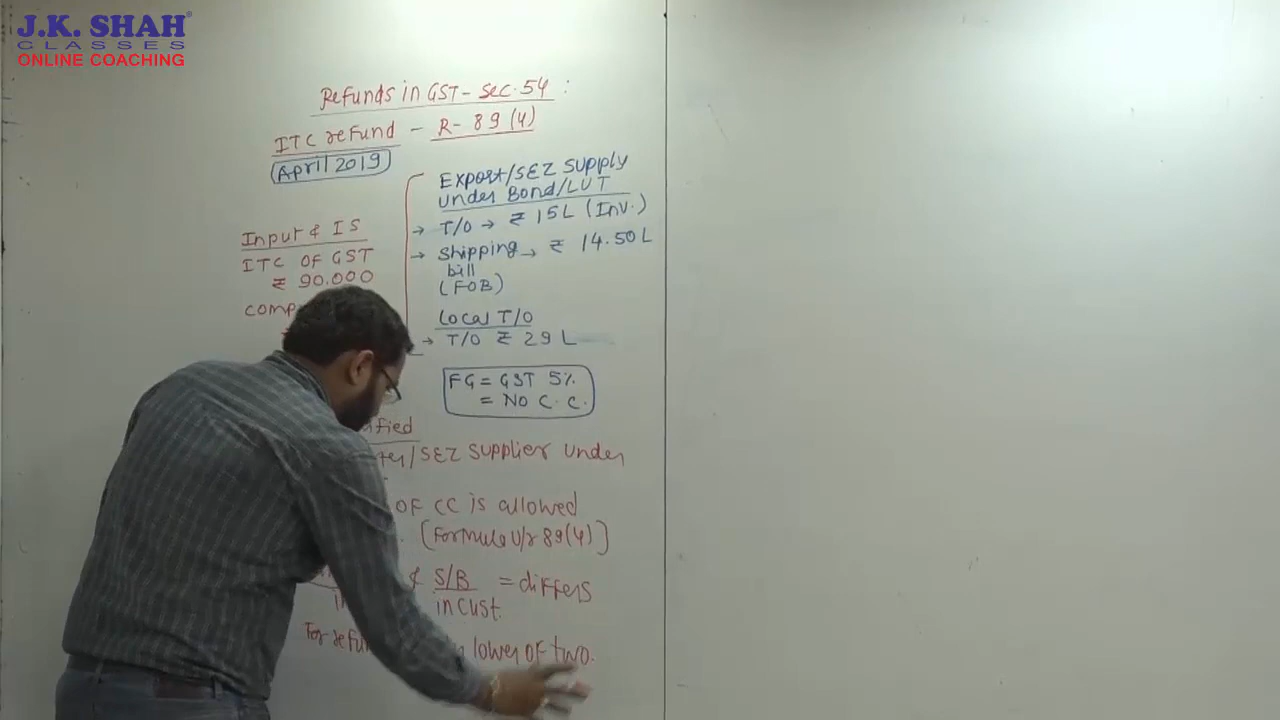 J.K. SHAH®
CLASSES
ONLINE COACHING
Refunds in GST - Sec. 54 :
ITC refund - R- 89 (4)
April 2019
Export/SEZ Supply
under Bond/LUT
→ T/O → ₹ 15 L (Inv.)
→ Shipping → ₹ 14.50 L
bill
(FOB)
Input & IS
ITC OF GST
₹ 90.000
Local T/O
→ T/O ₹ 29 L
FG = GST 5%
= NO C. C.
/SEZ supplier under
OF CC is allowed
[Formula U/r 89(4)]
& S/B = differs
in cust.
For lower of two.